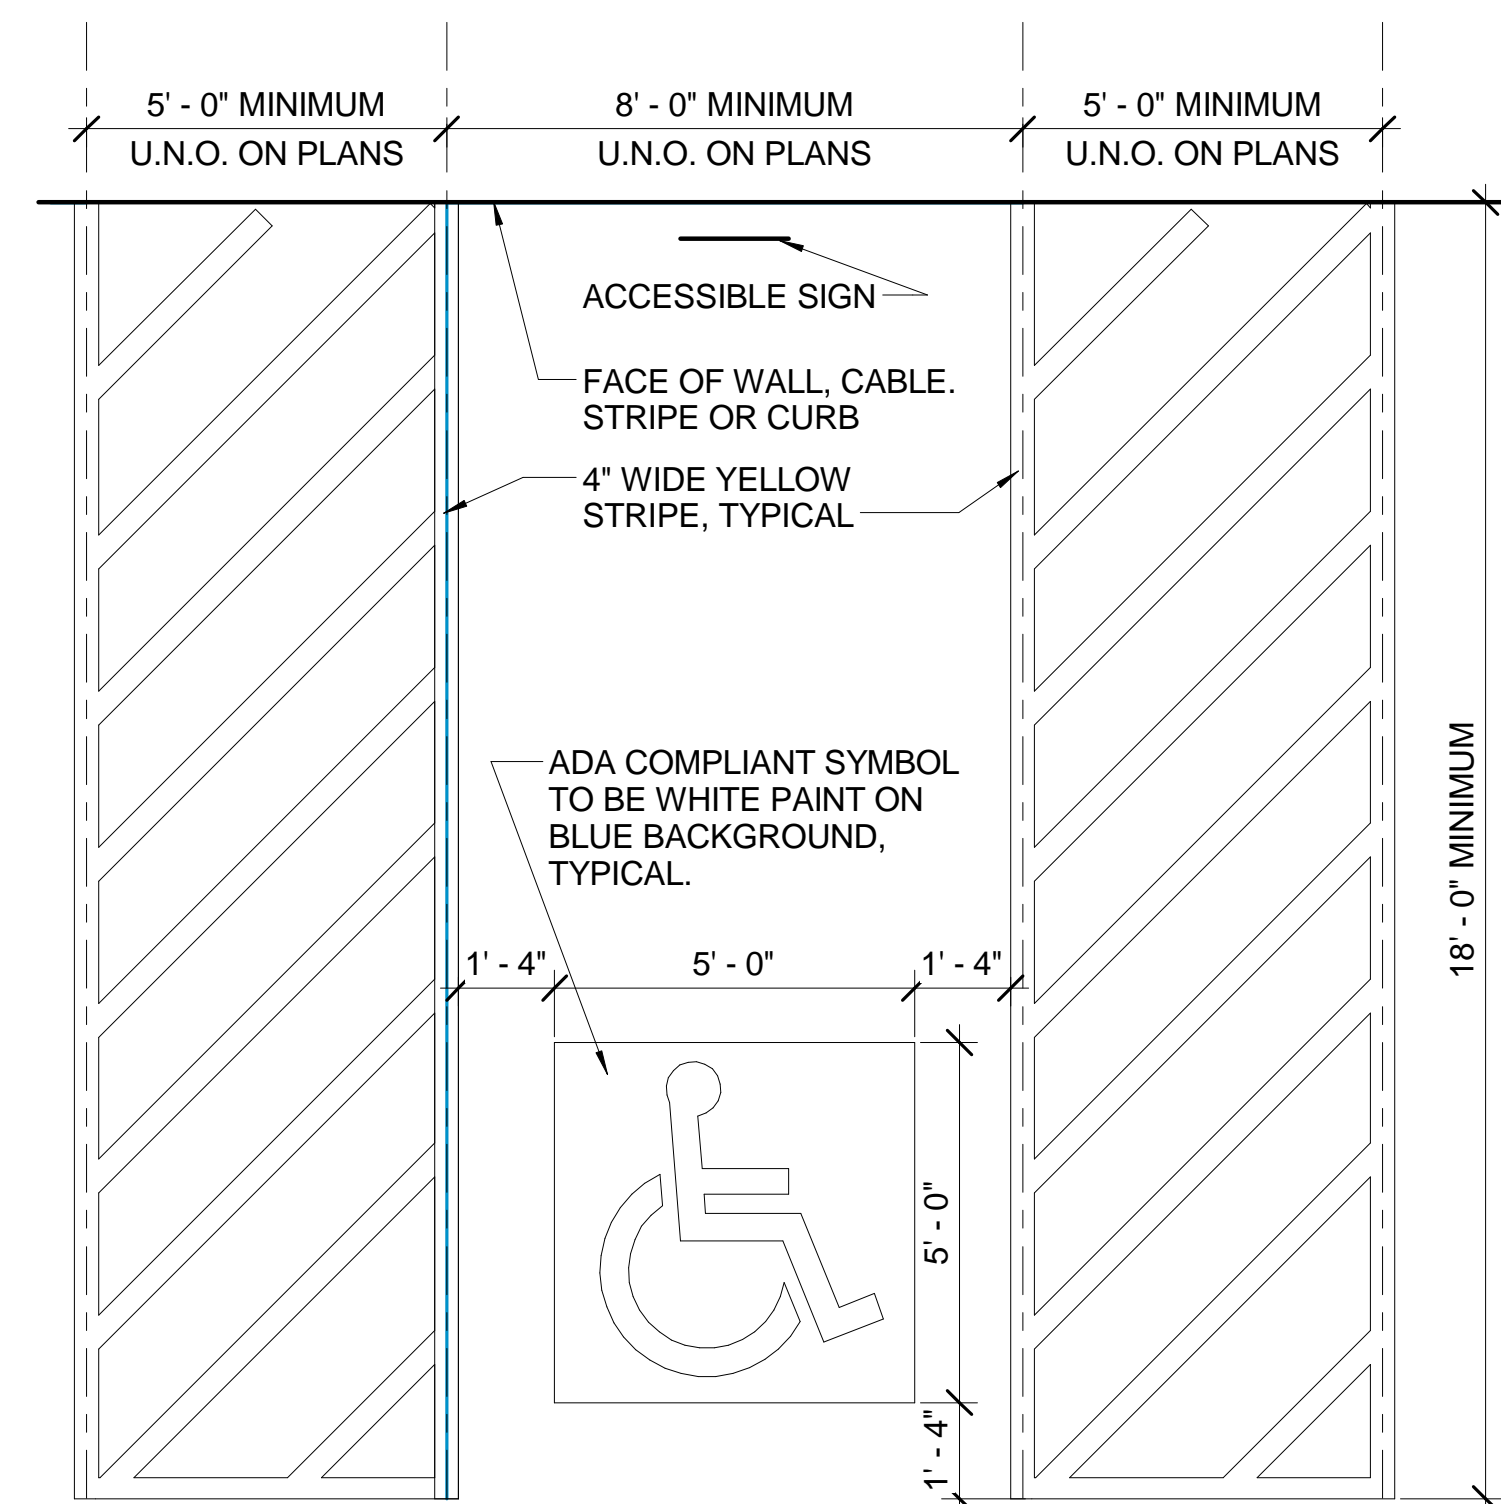 5' - 0" MINIMUM
U.N.O. ON PLANS
8' - 0" MINIMUM
U.N.O. ON PLANS
5' - 0" MINIMUM
U.N.O. ON PLANS
ACCESSIBLE SIGN
FACE OF WALL, CABLE.
STRIPE OR CURB
4" WIDE YELLOW
STRIPE, TYPICAL
ADA COMPLIANT SYMBOL
TO BE WHITE PAINT ON
BLUE BACKGROUND,
TYPICAL.
18' - 0" MINIMUM
1' - 4"
5' - 0"
1' - 4"
5' - 0"
1' - 4"